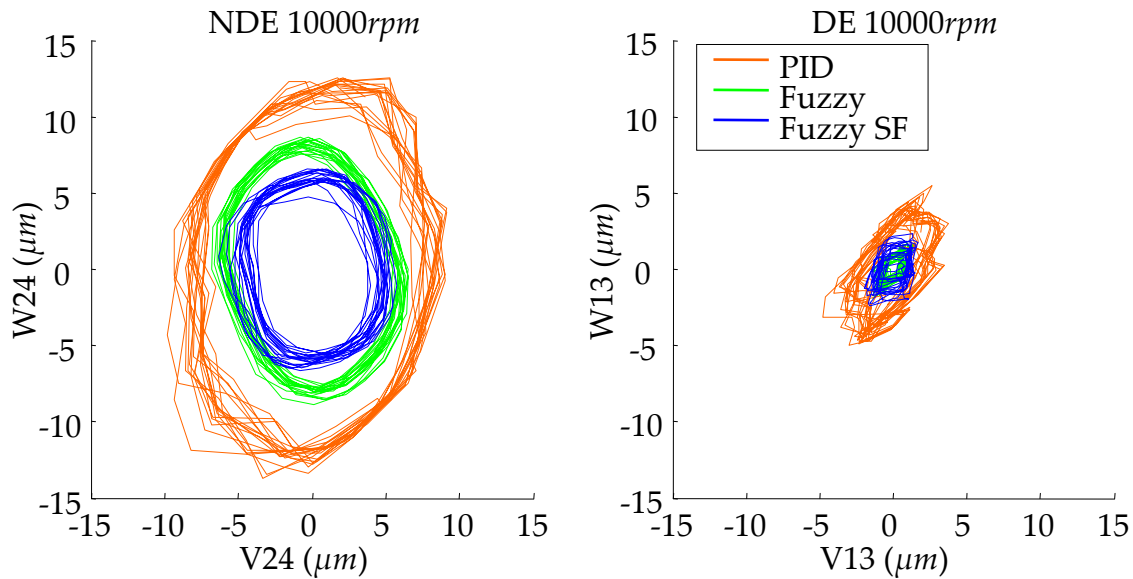 NDE 10000rpm
15
10
5
0
-5
-10
-15
W24 (µm)
-15 -10 -5 0 5 10 15
V24 (µm)
DE 10000rpm
PID
Fuzzy
Fuzzy SF
15
10
5
0
-5
-10
-15
W13 (µm)
-15 -10 -5 0 5 10 15
V13 (µm)